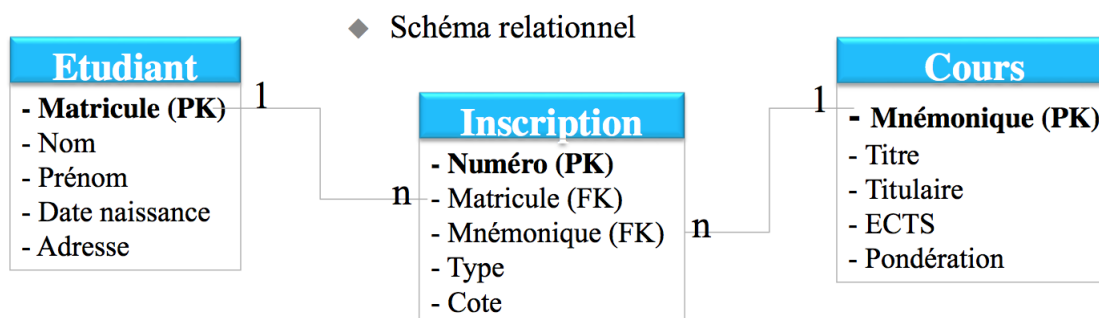 ◆ Schéma relationnel
Etudiant
- Matricule (PK)
- Nom
- Prénom
- Date naissance
- Adresse
1
n
Inscription
- Numéro (PK)
- Matricule (FK)
- Mnémonique (FK)
- Type
- Cote
n
1
Cours
- Mnémonique (PK)
- Titre
- Titulaire
- ECTS
- Pondération